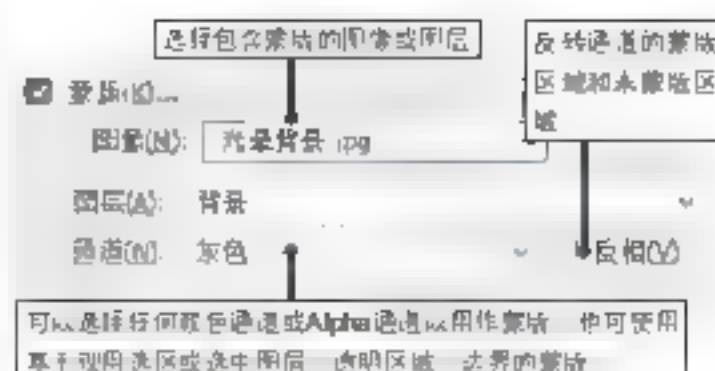 选择包含蒙版的图像或图层
反转通道的蒙版
区域和未蒙版区
域
蒙版(K)...
图像(M): 光晕背景.jpg
图层(A): 背景
通道(N): 灰色 反相(V)
可以选择任何颜色通道或Alpha通道以用作蒙版 也可使用
基于现用选区或选中图层 透明区域 边界的蒙版